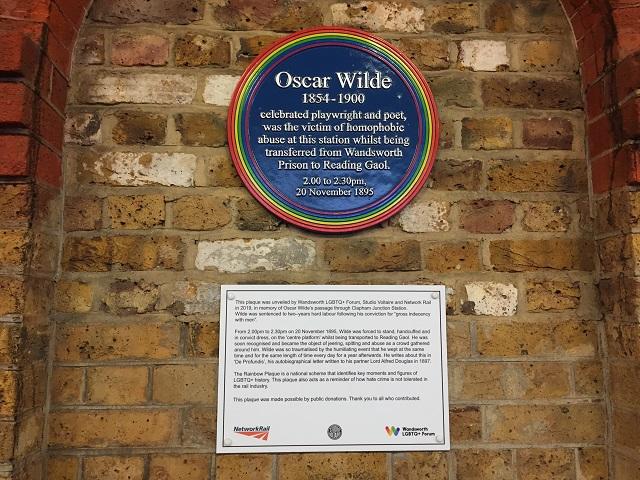 Oscar Wilde
1854-1900
celebrated playwright and poet,
was the victim of homophobic
abuse at this station whilst being
transferred from Wandsworth
Prison to Reading Gaol.
2.00 to 2.30pm,
20 November 1895
This plaque was unveiled by Wandsworth LGBTQ+ Forum, Studio Voltaire and Network Rail
in 2019, in memory of Oscar Wilde's passage through Clapham Junction Station.
Wilde was sentenced to two-years hard labour following his conviction for "gross indecency
with men".
From 2.00pm to 2.30pm on 20 November 1895, Wilde was forced to stand, handcuffed and
in convict dress, on the 'centre platform' whilst being transported to Reading Gaol. He was
soon recognised and became the object of jeering, spitting and abuse as a crowd gathered
around him. Wilde was so traumatised by the humiliating event that he wept at the same
time and for the same length of time every day for a year afterwards. He writes about this in
'De Profundis', his autobiographical letter written to his partner Lord Alfred Douglas in 1897.
The Rainbow Plaque is a national scheme that identifies key moments and figures of
LGBTQ+ history. This plaque also acts as a reminder of how hate crime is not tolerated in
the rail industry.
This plaque was made possible by public donations. Thank you to all who contributed.
NetworkRail
Wandsworth
LGBTQ+ Forum